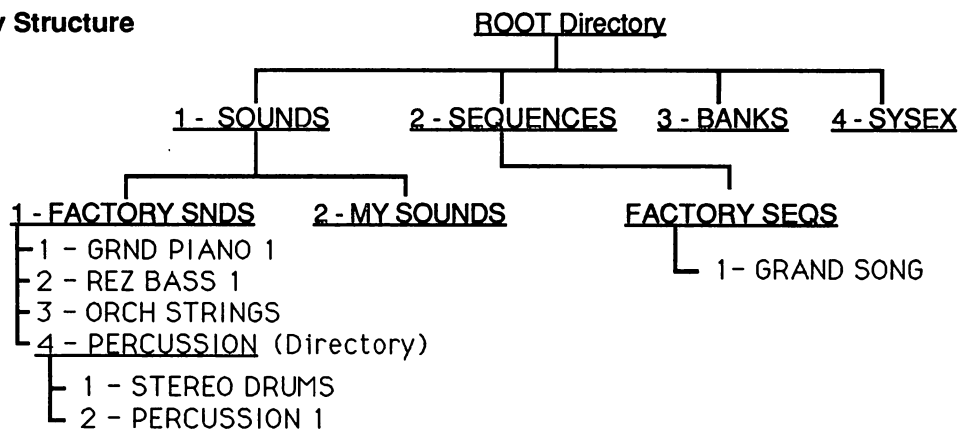 y Structure
ROOT Directory
1 - SOUNDS 2 - SEQUENCES 3 - BANKS 4 - SYSEX
1 - FACTORY SNDS 2 - MY SOUNDS FACTORY SEQS
1 - GRND PIANO 1
1 - GRAND SONG
2 - REZ BASS 1
3 - ORCH STRINGS
4 - PERCUSSION (Directory)
1 - STEREO DRUMS
2 - PERCUSSION 1